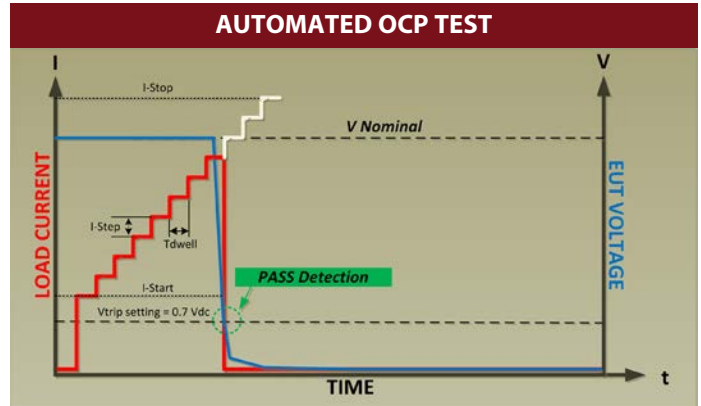 AUTOMATED OCP TEST
I
V
I-Stop
V Nominal
LOAD CURRENT
EUT VOLTAGE
I-Step
Tdwell
PASS Detection
I-Start
Vtrip setting = 0.7 Vdc
TIME
t